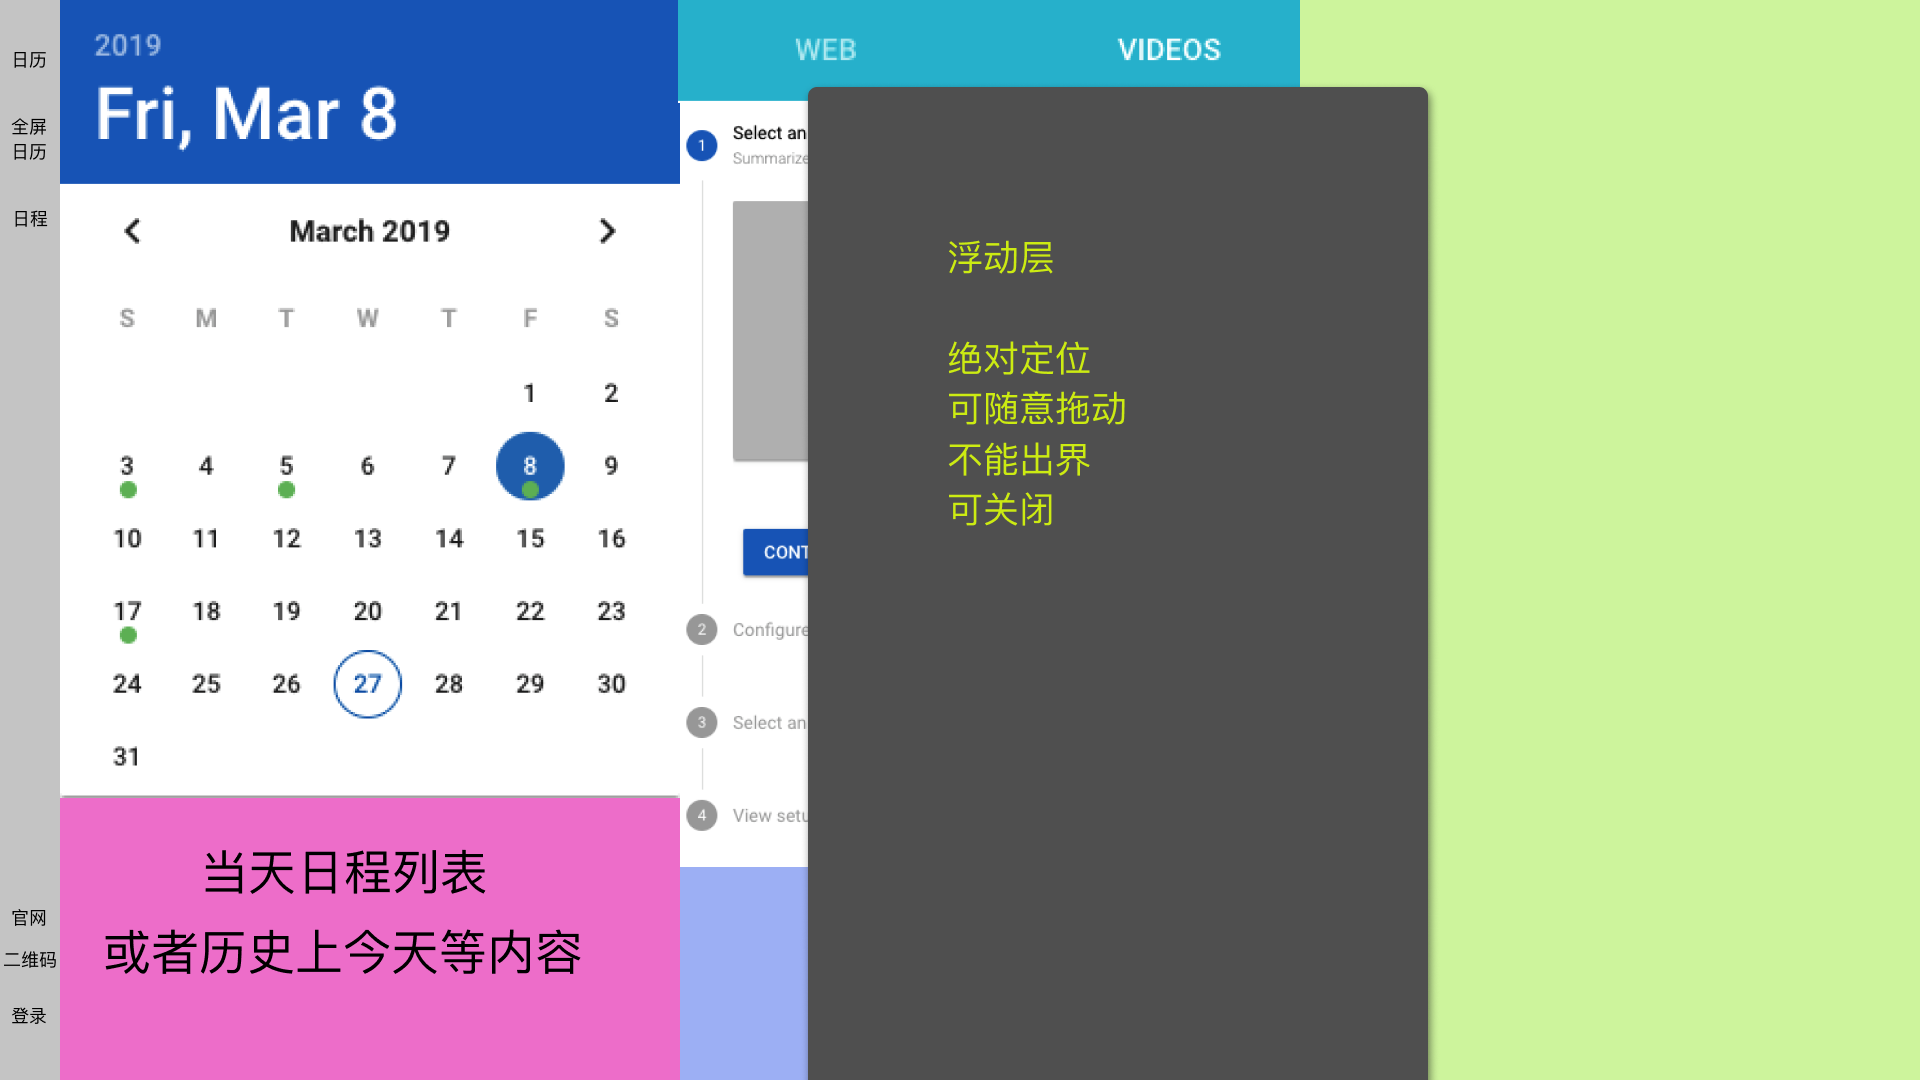 日历
全屏
日历
日程
官网
二维码
登录
2019
Fri, Mar 8
March 2019
S M T W T F S
1 2
3 4 5 6 7 8 9
10 11 12 13 14 15 16
17 18 19 20 21 22 23
24 25 26 27 28 29 30
31
当天日程列表
或者历史上今天等内容
WEB VIDEOS
1 Select an
Summarize
CONT
2 Configure
3 Select an
4 View setu
浮动层
绝对定位
可随意拖动
不能出界
可关闭